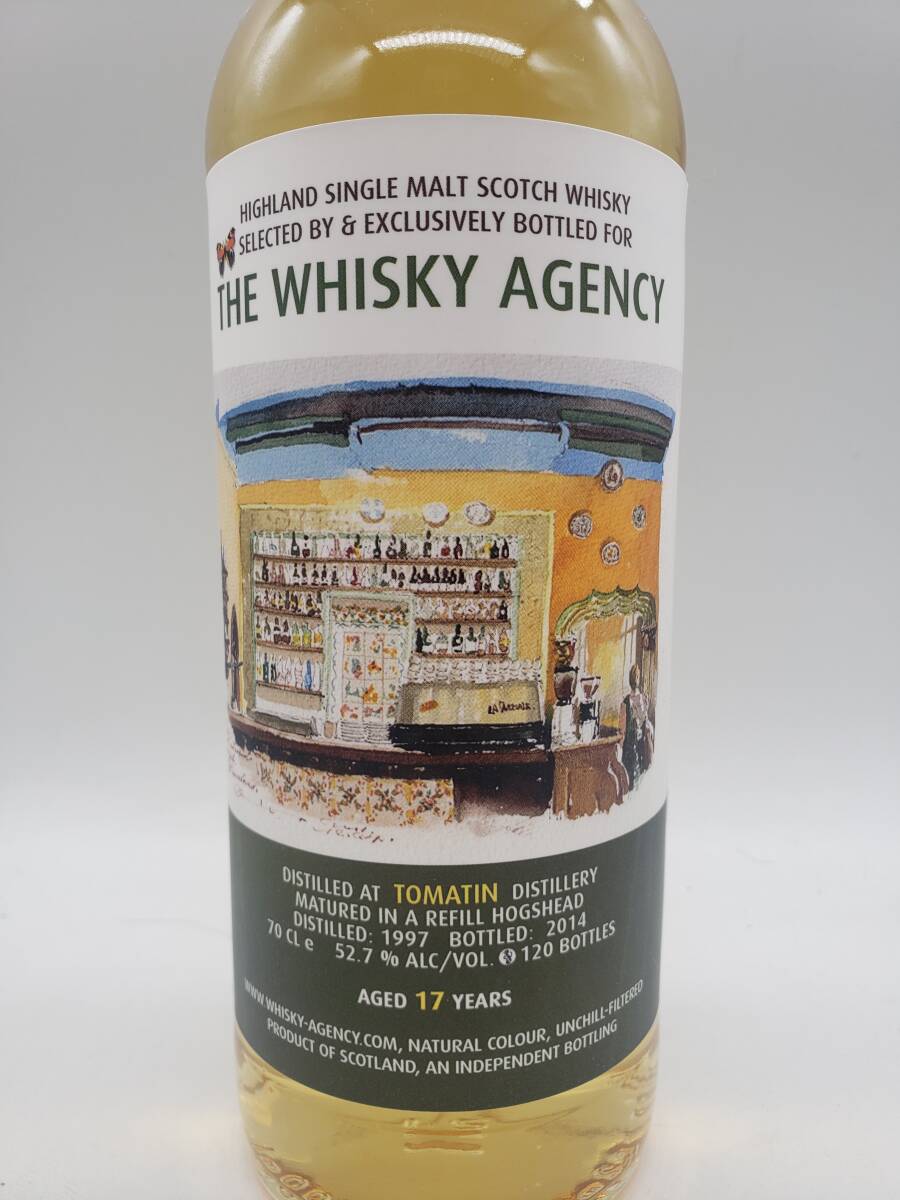 HIGHLAND SINGLE MALT SCOTCH WHISKY
SELECTED BY & EXCLUSIVELY BOTTLED FOR
THE WHISKY AGENCY
LA MARZOCCO
DISTILLED AT TOMATIN DISTILLERY
MATURED IN A REFILL HOGSHEAD
DISTILLED: 1997 BOTTLED: 2014
70 CL e 52.7 % ALC/VOL. 120 BOTTLES
AGED 17 YEARS
WWW.WHISKY-AGENCY.COM, NATURAL COLOUR, UNCHILL-FILTERED
PRODUCT OF SCOTLAND, AN INDEPENDENT BOTTLING